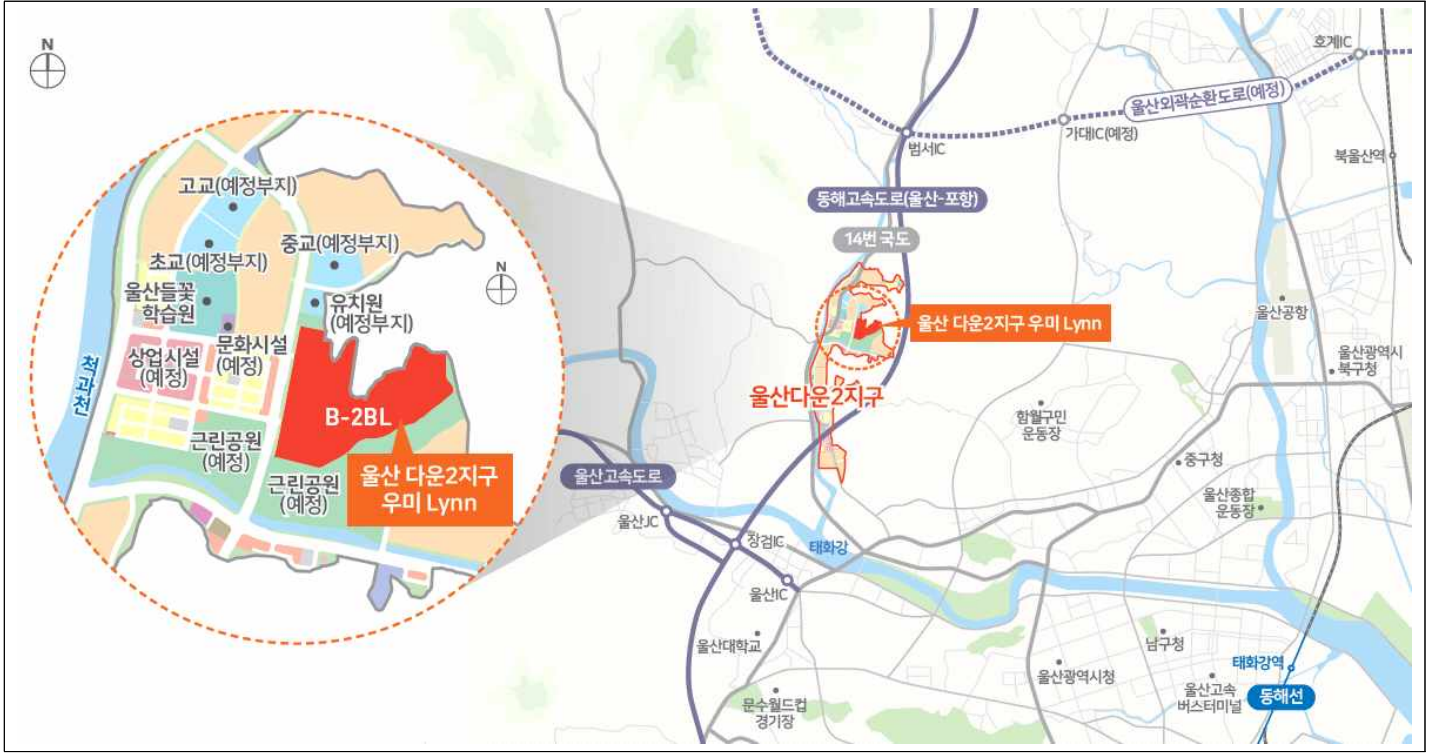 N
고교(예정부지)
중교(예정부지)
초교(예정부지)
N
울산들꽃
학습원
유치원
(예정부지)
문화시설
(예정)
상업시설
(예정)
척과천
B-2BL
근린공원
(예정)
근린공원
(예정)
울산 다운2지구
우미 Lynn
호계IC
울산외곽순환도로(예정)
가대IC(예정)
범서IC
북울산역
동해고속도로(울산-포항)
14번 국도
울산 다운2지구 우미 Lynn
울산공항
울산광역시
북구청
울산다운2지구
함월구민
운동장
중구청
울산고속도로
울산종합
운동장
울산JC
장검IC
태화강
울산IC
울산대학교
남구청
태화강역
울산광역시청
울산고속
버스터미널
동해선
문수월드컵
경기장